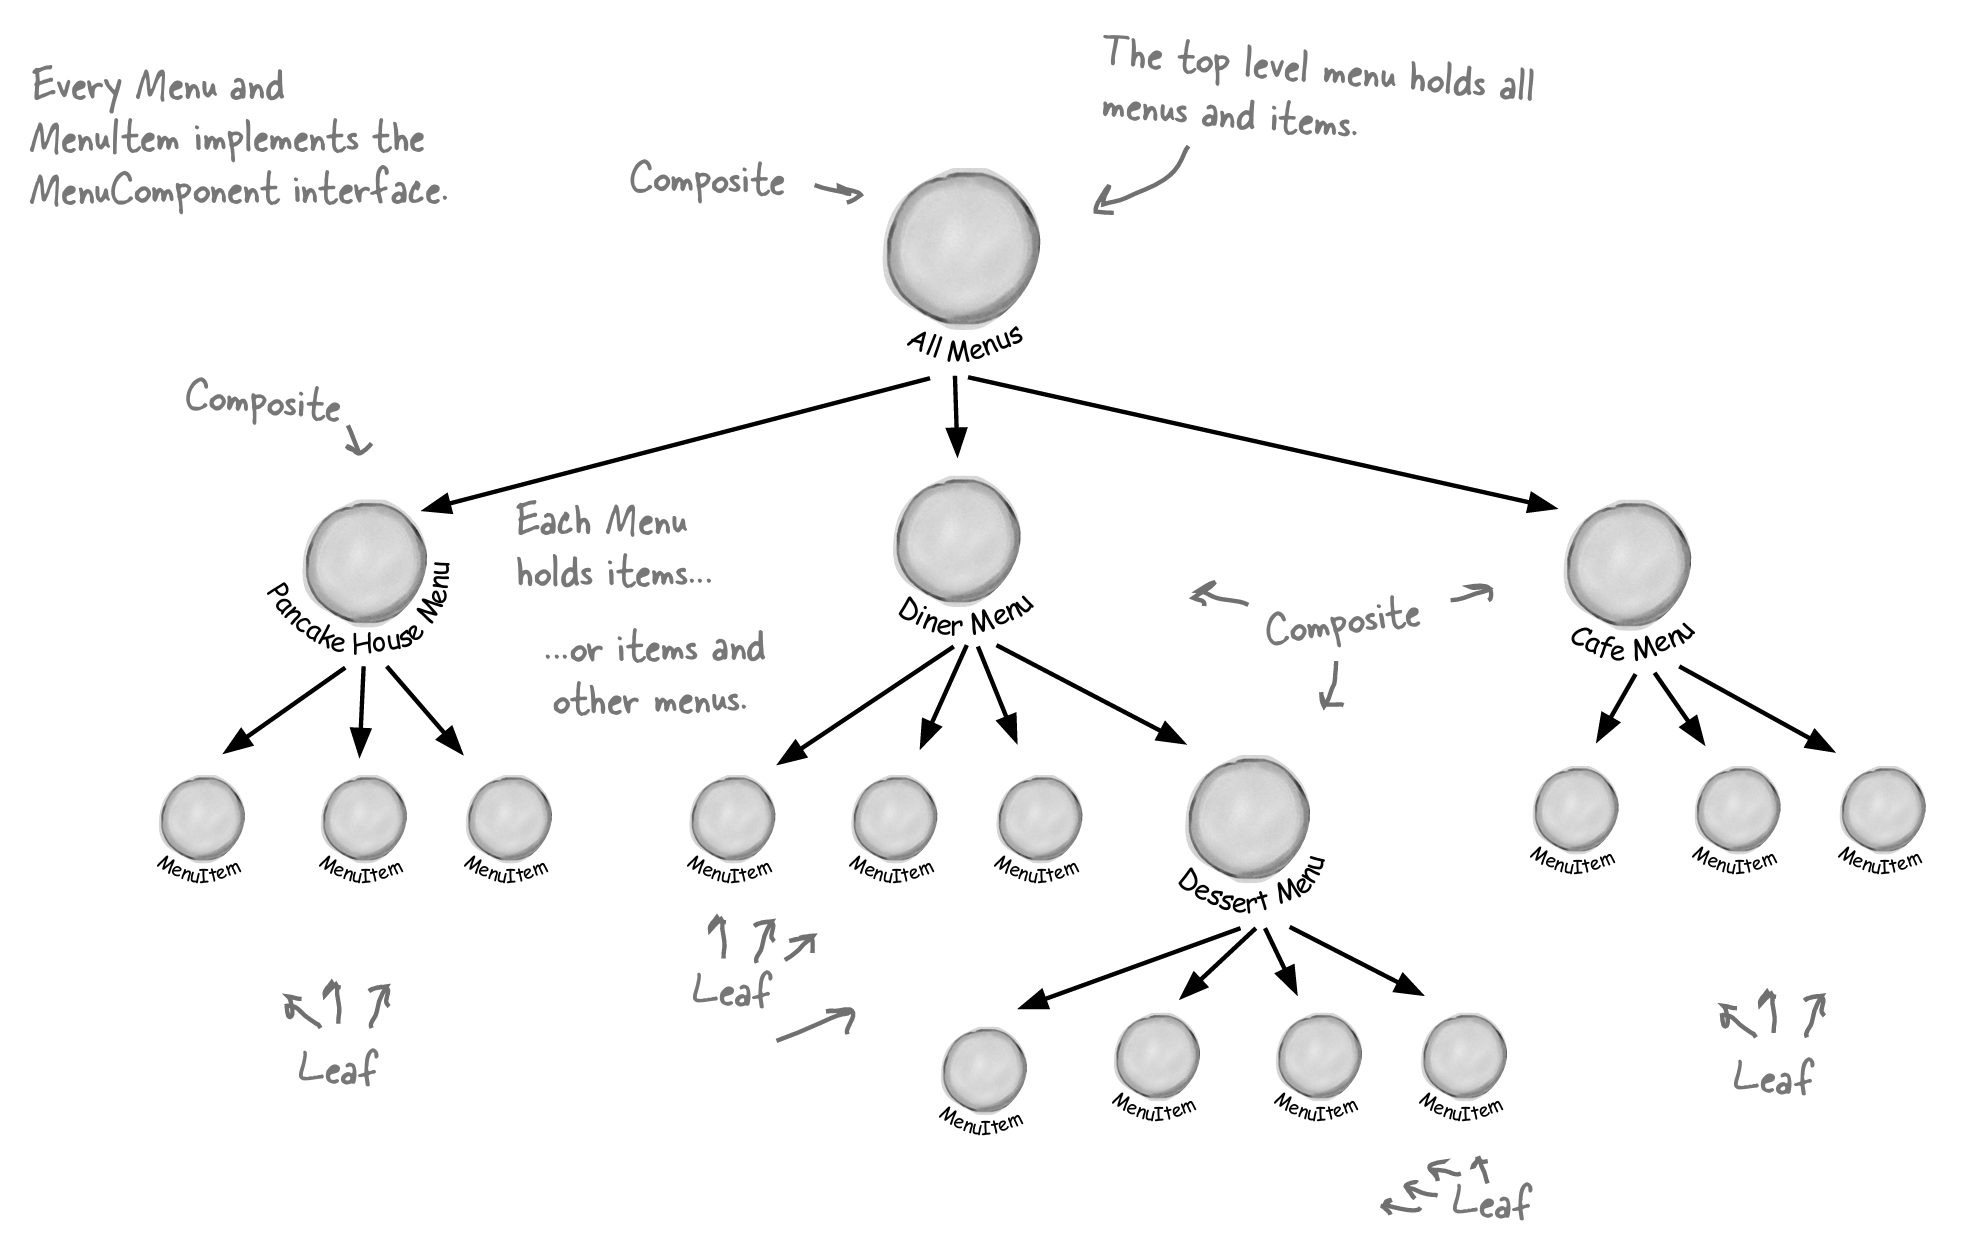 Every Menu and
MenuItem implements the
MenuComponent interface.
The top level menu holds all
menus and items.
Composite
All Menus
Composite
Each Menu
holds items...
...or items and
other menus.
Pancake House Menu
Diner Menu
Composite
Cafe Menu
MenuItem
MenuItem
MenuItem
MenuItem
MenuItem
MenuItem
Dessert Menu
MenuItem
MenuItem
MenuItem
Leaf
Leaf
Leaf
MenuItem
MenuItem
MenuItem
MenuItem
Leaf